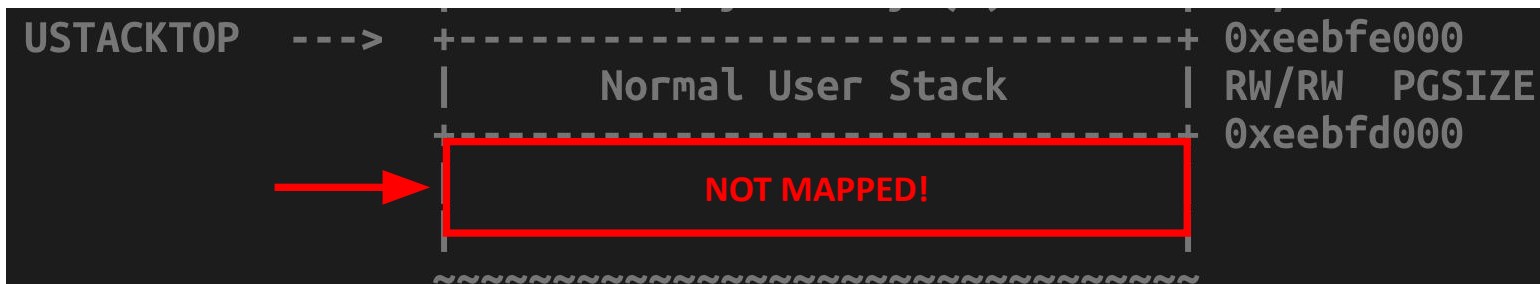 USTACKTOP ---> +------------------------------+ 0xeebfe000
| Normal User Stack | RW/RW PGSIZE
+------------------------------+ 0xeebfd000
NOT MAPPED!
~~~~~~~~~~~~~~~~~~~~~~~~~~~~~~~~